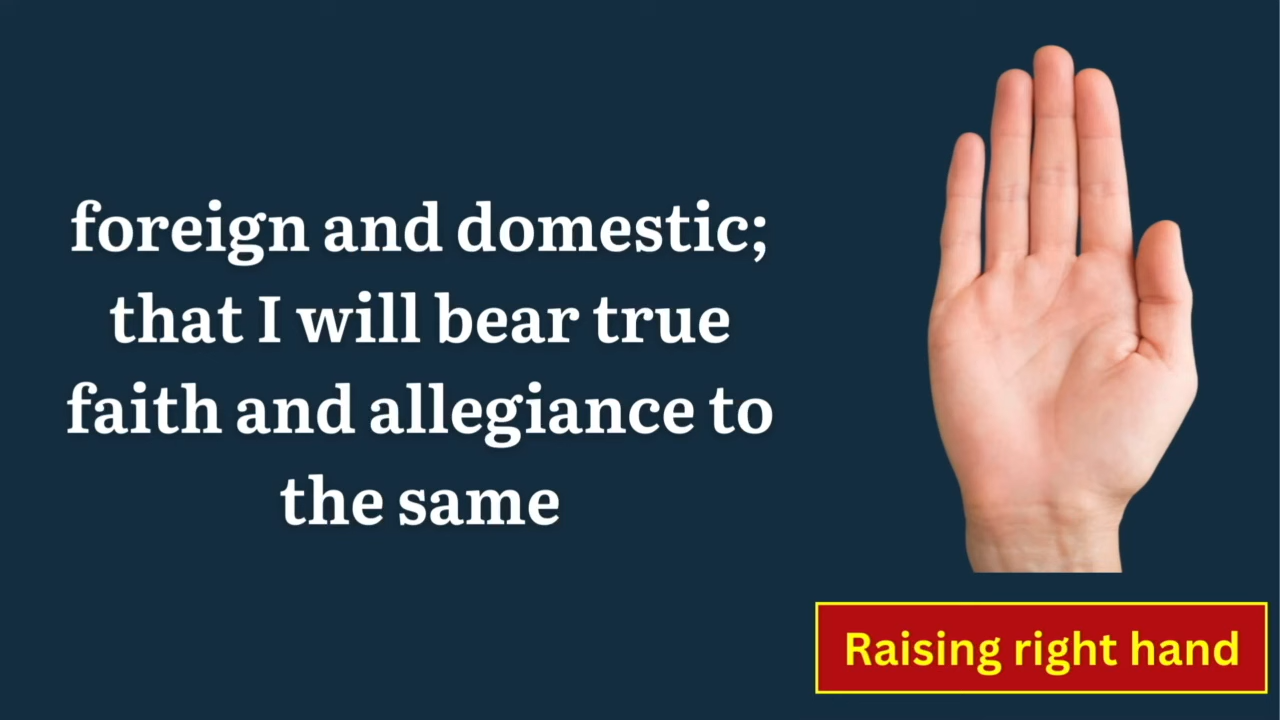 foreign and domestic;
that I will bear true
faith and allegiance to
the same
Raising right hand